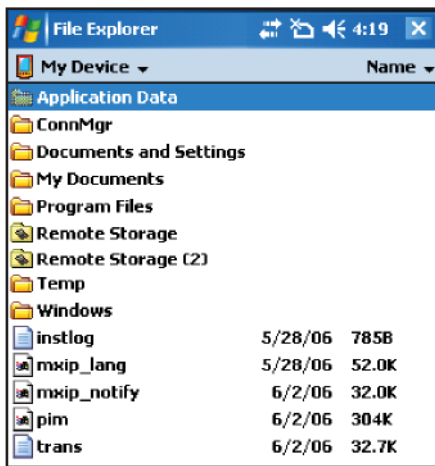 File Explorer 4:19
My Device Name
Application Data
ConnMgr
Documents and Settings
My Documents
Program Files
Remote Storage
Remote Storage (2)
Temp
Windows
instlog 5/28/06 785B
mxip_lang 5/28/06 52.0K
mxip_notify 6/2/06 32.0K
pim 6/2/06 304K
trans 6/2/06 32.7K